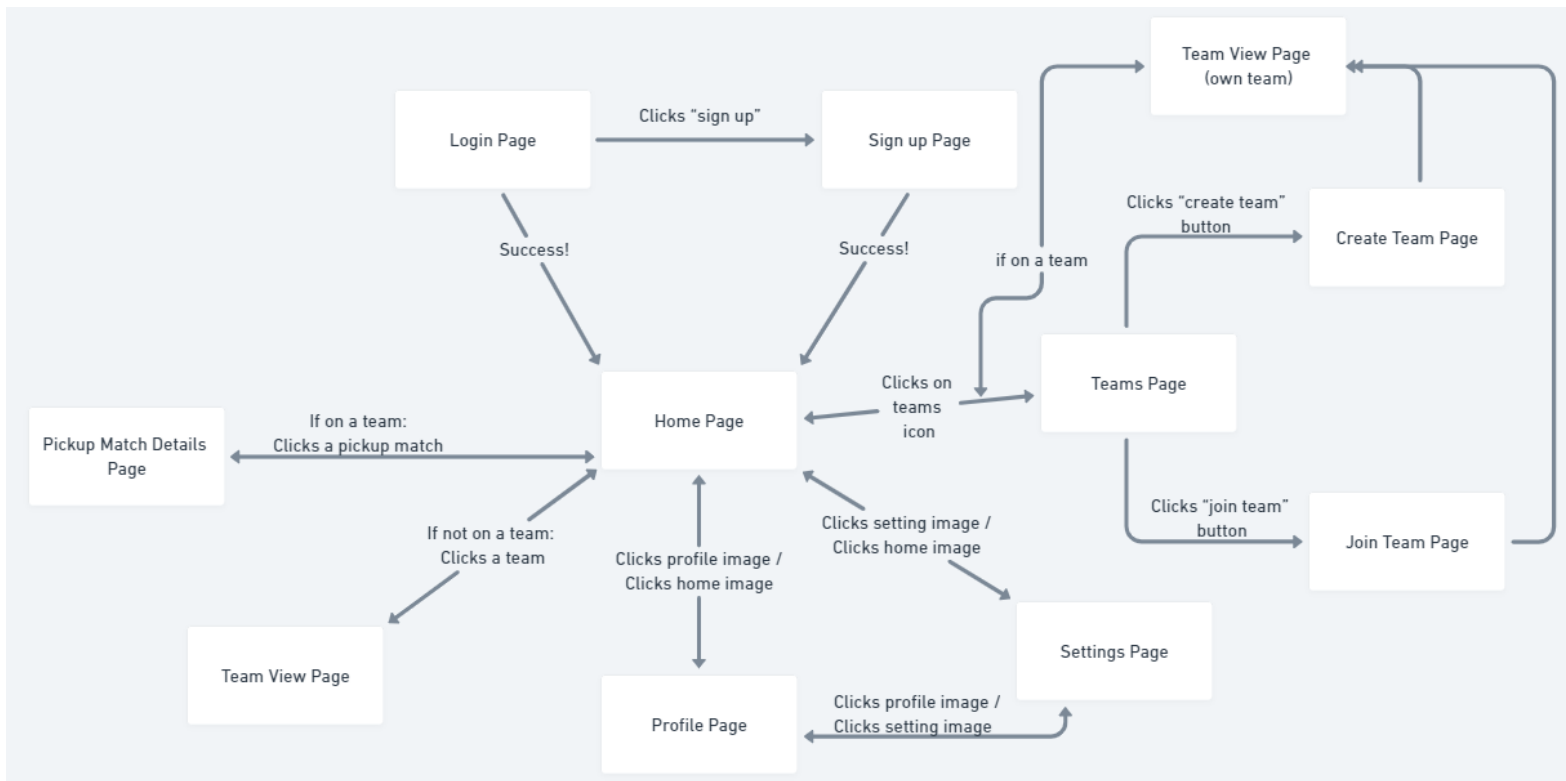 Team View Page
(own team)
Login Page
Clicks “sign up”
Sign up Page
Clicks “create team”
button
Create Team Page
Success!
Success!
if on a team
Teams Page
Clicks on
teams
icon
Home Page
If on a team:
Clicks a pickup match
Pickup Match Details
Page
Clicks “join team”
button
Join Team Page
If not on a team:
Clicks a team
Clicks profile image /
Clicks home image
Clicks setting image /
Clicks home image
Settings Page
Team View Page
Profile Page
Clicks profile image /
Clicks setting image